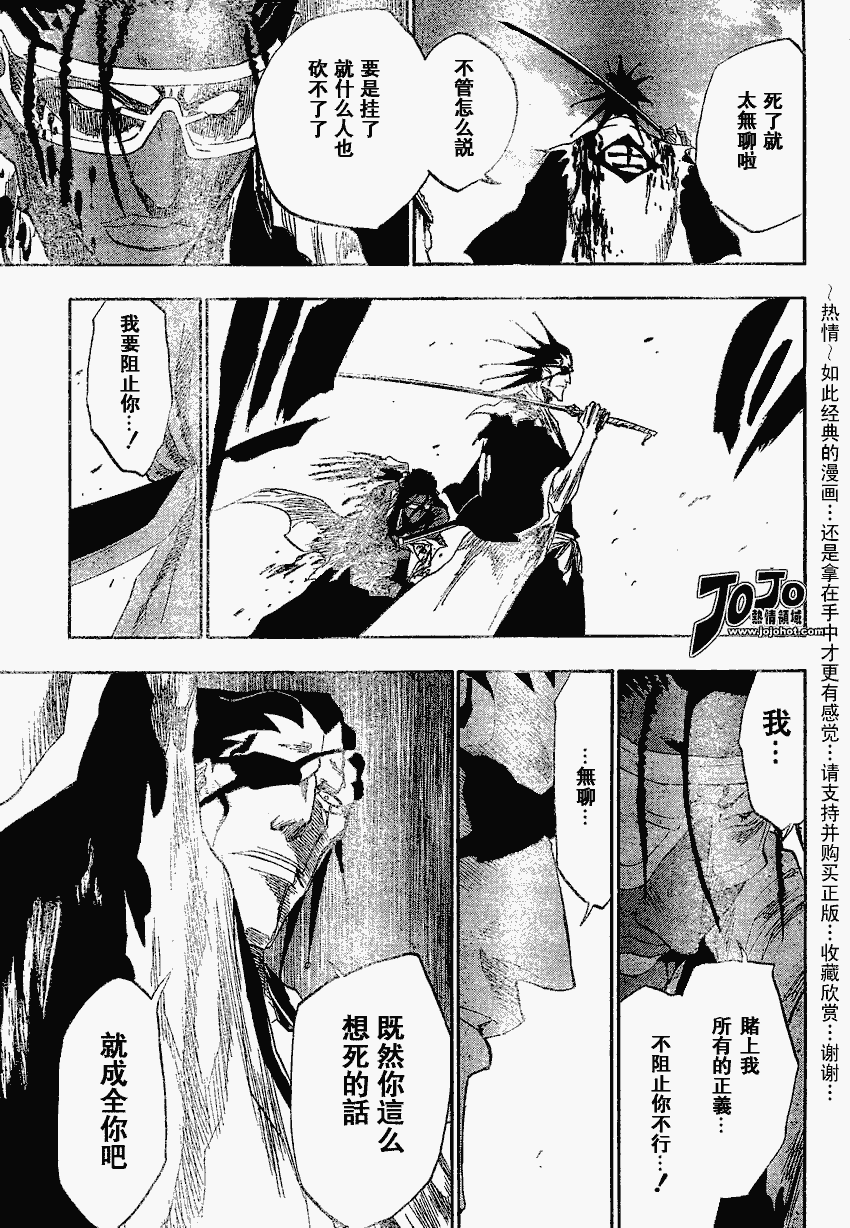 死了就
太無聊啦
不管怎么説
要是挂了
就什么人也
砍不了了
我要阻止你…！
我…
賭上我
所有的正義…
不阻止你不行…！
…無聊…
既然你這么
想死的話
就成全你吧
JOJO
熱情領域
www.jojohot.com
～热情～如此经典的漫画…还是拿在手中才更有感觉…请支持并购买正版…收藏欣赏…谢谢…